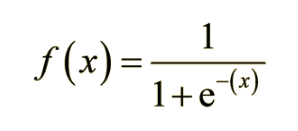 f(x) = 1 / (1+e^-(x))